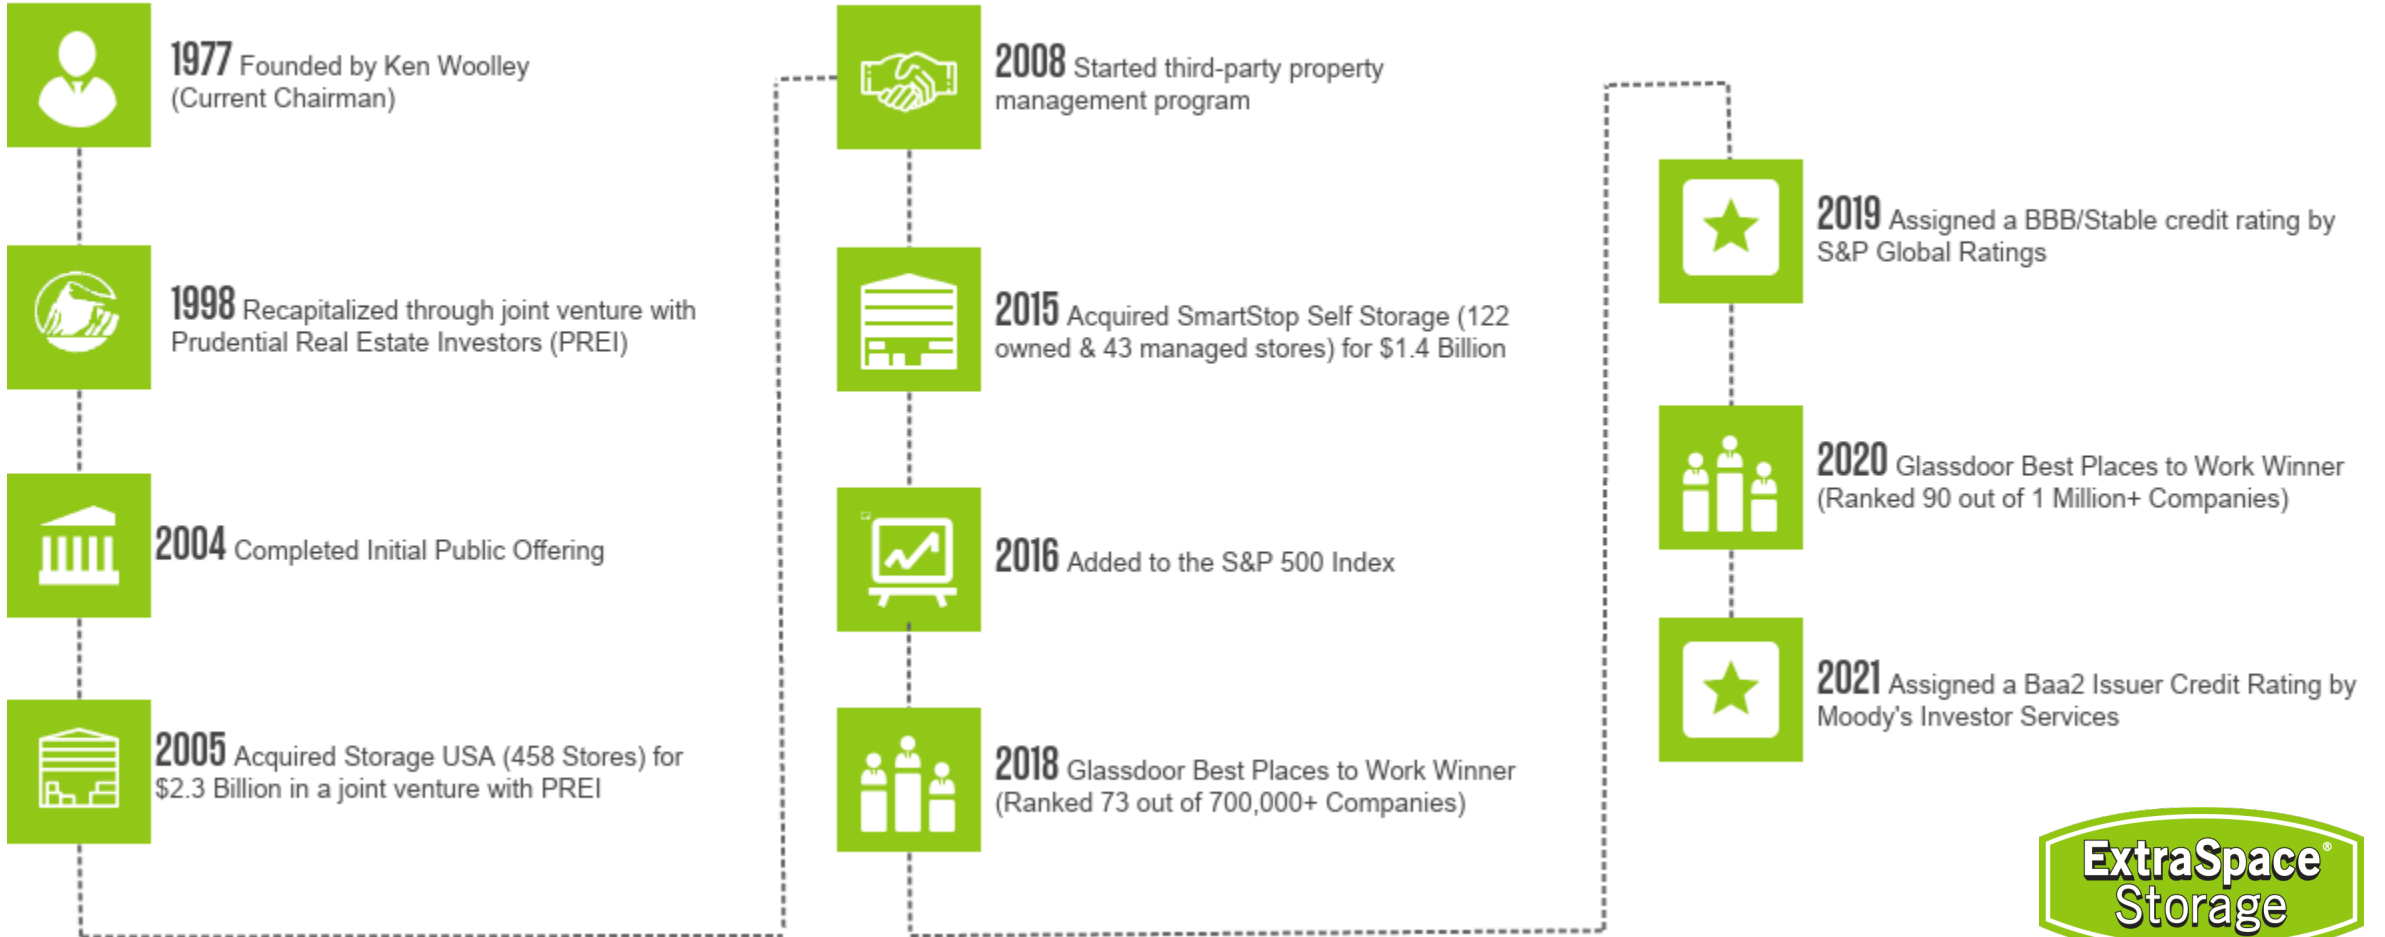 1977 Founded by Ken Woolley
(Current Chairman)
1998 Recapitalized through joint venture with
Prudential Real Estate Investors (PREI)
2004 Completed Initial Public Offering
2005 Acquired Storage USA (458 Stores) for
$2.3 Billion in a joint venture with PREI
2008 Started third-party property
management program
2015 Acquired SmartStop Self Storage (122
owned & 43 managed stores) for $1.4 Billion
2016 Added to the S&P 500 Index
2018 Glassdoor Best Places to Work Winner
(Ranked 73 out of 700,000+ Companies)
2019 Assigned a BBB/Stable credit rating by
S&P Global Ratings
2020 Glassdoor Best Places to Work Winner
(Ranked 90 out of 1 Million+ Companies)
2021 Assigned a Baa2 Issuer Credit Rating by
Moody's Investor Services
ExtraSpace®
Storage